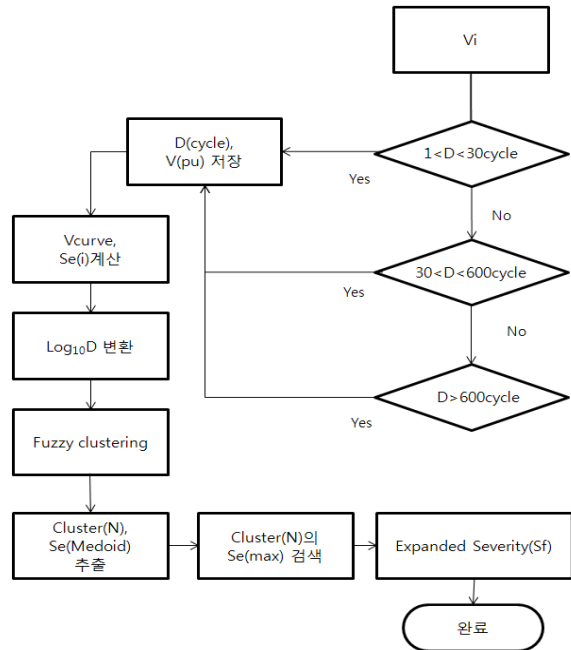 Vi
1<D<30cycle
Yes
No
D(cycle),
V(pu) 저장
30<D<600cycle
Yes
No
D>600cycle
Yes
Vcurve,
Se(i)계산
Log₁₀D 변환
Fuzzy clustering
Cluster(N),
Se(Medoid)
추출
Cluster(N)의
Se(max) 검색
Expanded Severity(Sf)
완료